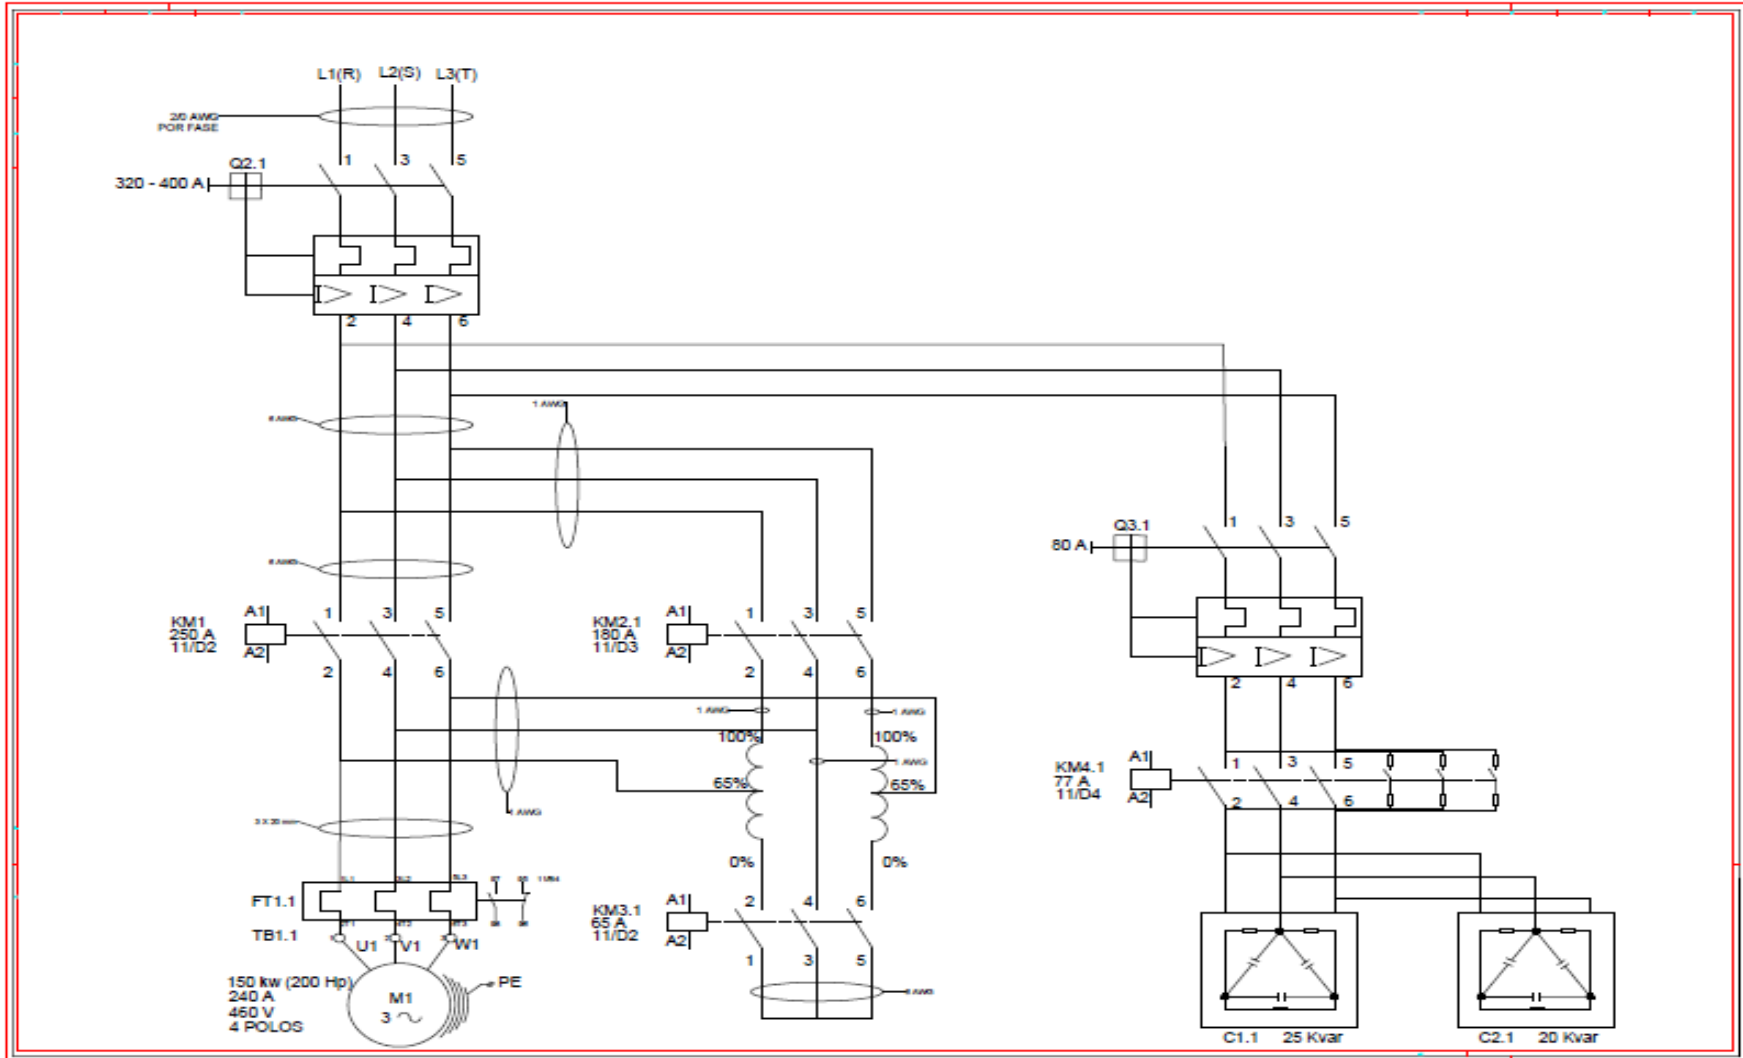 L1(R) L2(S) L3(T)
2/0 AWG
POR FASE
Q2.1
1 3 5
320 - 400 A
2 4 6
1 AWG
Q3.1
1 3 5
80 A
A1
A2
KM1
250 A
11/D2
1 3 5
2 4 6
A1
A2
KM2.1
180 A
11/D3
1 3 5
2 4 6
2 4 6
1 AWG
1 AWG
100%
100%
1 AWG
65%
65%
1 AWG
A1
A2
KM4.1
77 A
11/D4
1 3 5
2 4 6
0%
0%
FT1.1
TB1.1
U1 V1 W1
A1
A2
KM3.1
65 A
11/D2
2 4 6
1 3 5
PE
150 kw (200 Hp)
240 A
460 V
4 POLOS
M1
3
C1.1 25 Kvar
C2.1 20 Kvar